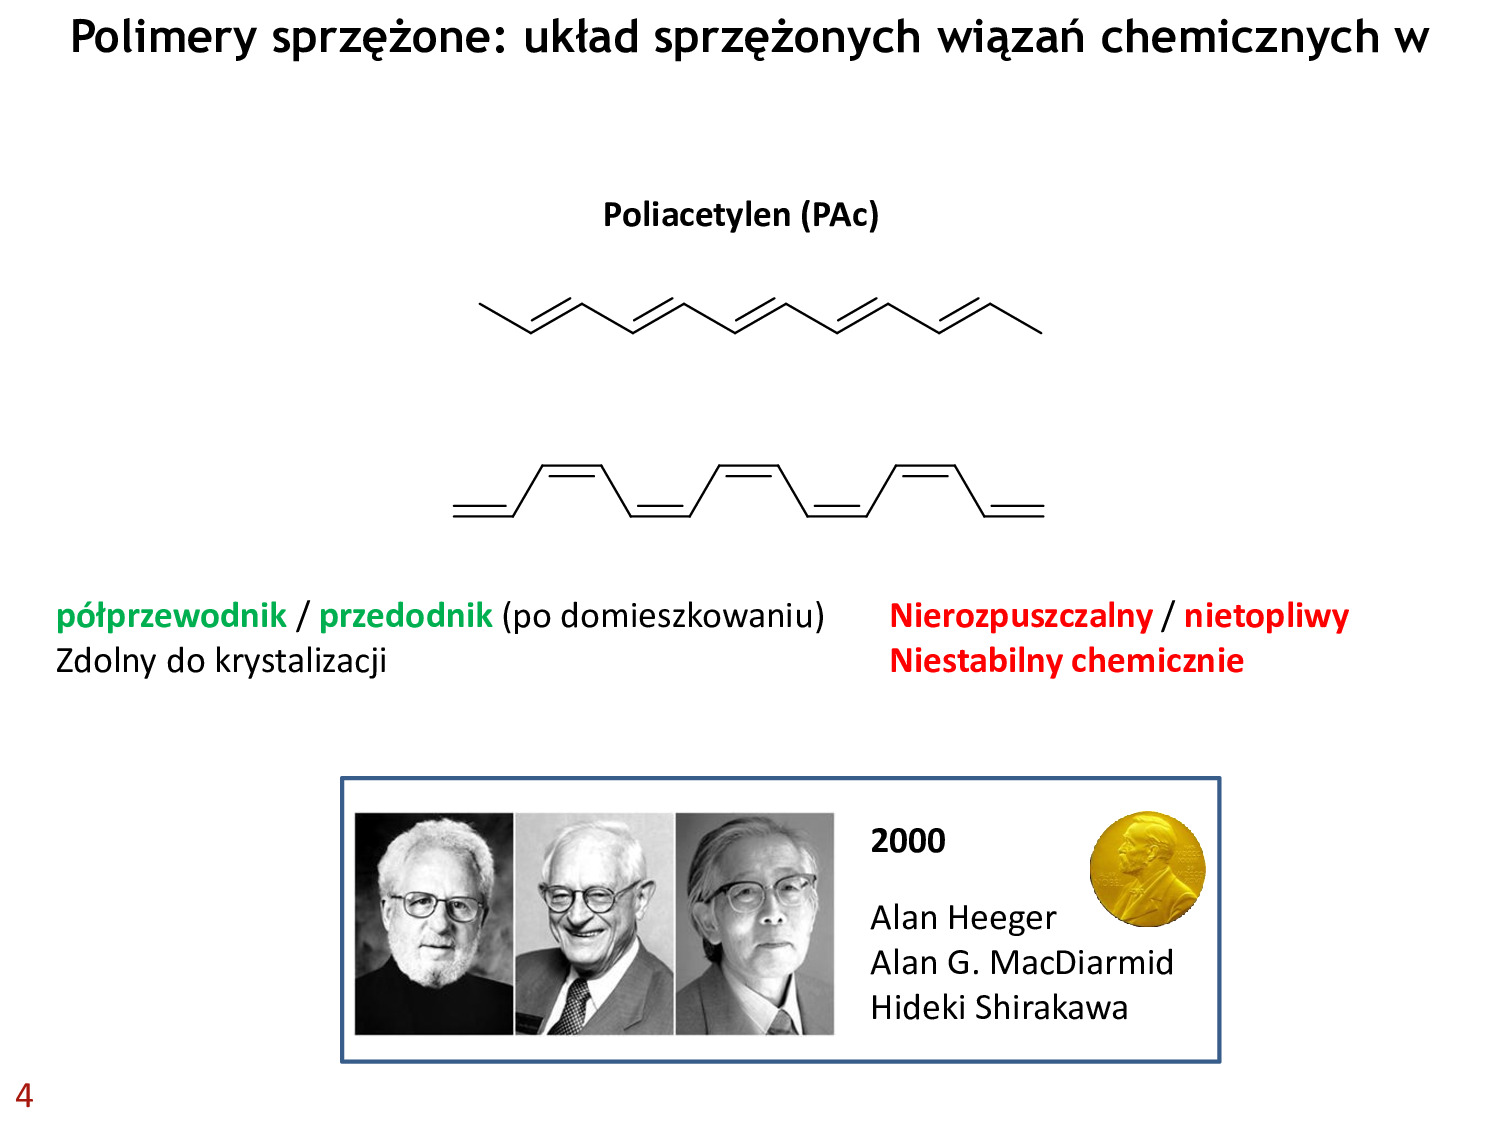 Polimery sprzężone: układ sprzężonych wiązań chemicznych w
Poliacetylen (PAc)
półprzewodnik / przedodnik (po domieszkowaniu)
Zdolny do krystalizacji
Nierozpuszczalny / nietopliwy
Niestabilny chemicznie
2000
Alan Heeger
Alan G. MacDiarmid
Hideki Shirakawa
4